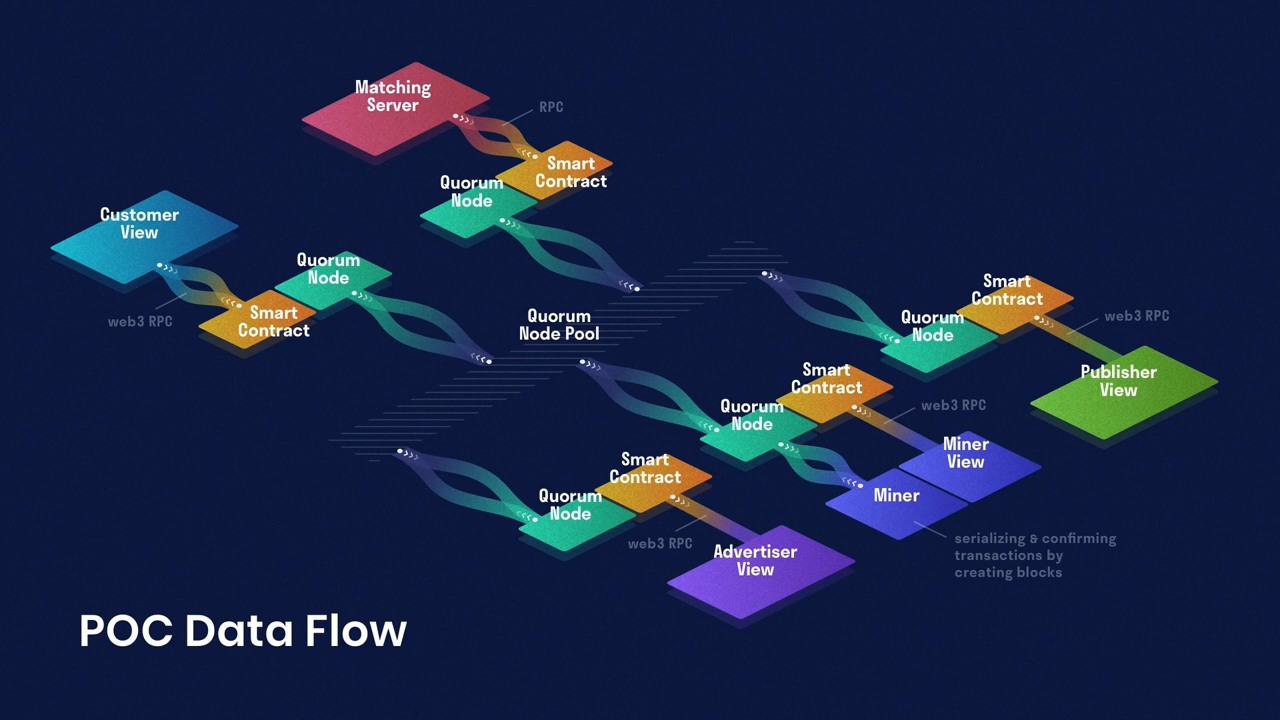 Matching
Server
RPC
Smart
Contract
Quorum
Node
Customer
View
Quorum
Node
web3 RPC
Smart
Contract
Quorum
Node Pool
Smart
Contract
Quorum
Node
web3 RPC
Publisher
View
Smart
Contract
Quorum
Node
web3 RPC
Miner
View
Miner
serializing & confirming
transactions by
creating blocks
Smart
Contract
Quorum
Node
web3 RPC
Advertiser
View
POC Data Flow